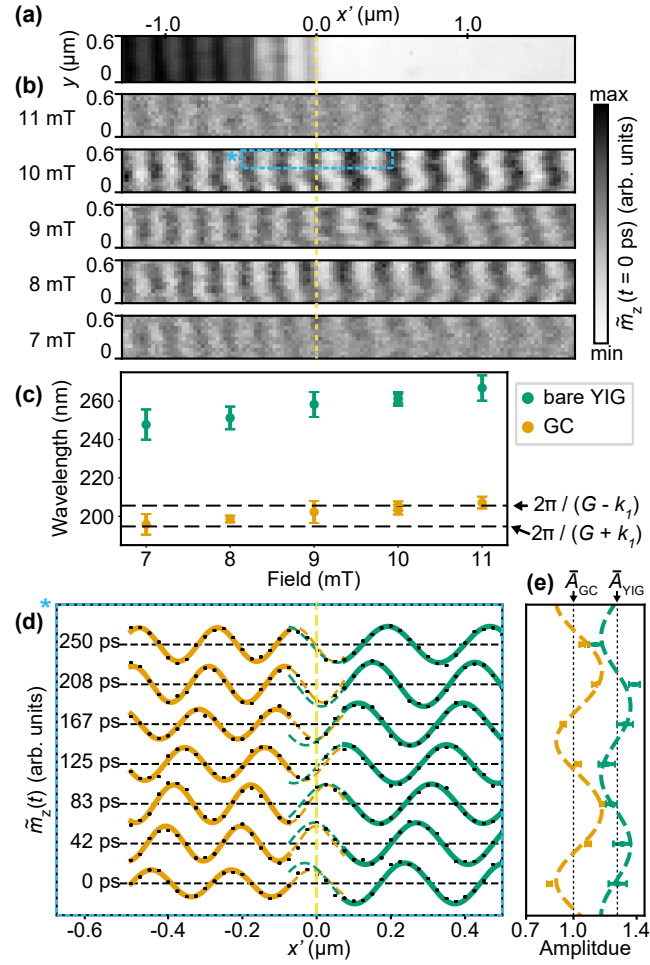 (a)
x' (μm)
-1.0 0.0 1.0
y (μm)
0.6
0
(b)
0.6
11 mT
0
0.6
*
10 mT
0
0.6
9 mT
0
0.6
8 mT
0
0.6
7 mT
0
max
m̃z(t = 0 ps) (arb. units)
min
(c)
Wavelength (nm)
260
240
220
200
7 8 9 10 11
Field (mT)
bare YIG
GC
2π / (G - k1)
2π / (G + k1)
*
(d)
m̃z(t) (arb. units)
250 ps
208 ps
167 ps
125 ps
83 ps
42 ps
0 ps
-0.6 -0.4 -0.2 0.0 0.2 0.4
x' (μm)
(e)
ĀGC ĀYIG
0.7 1.0 1.4
Amplitdue